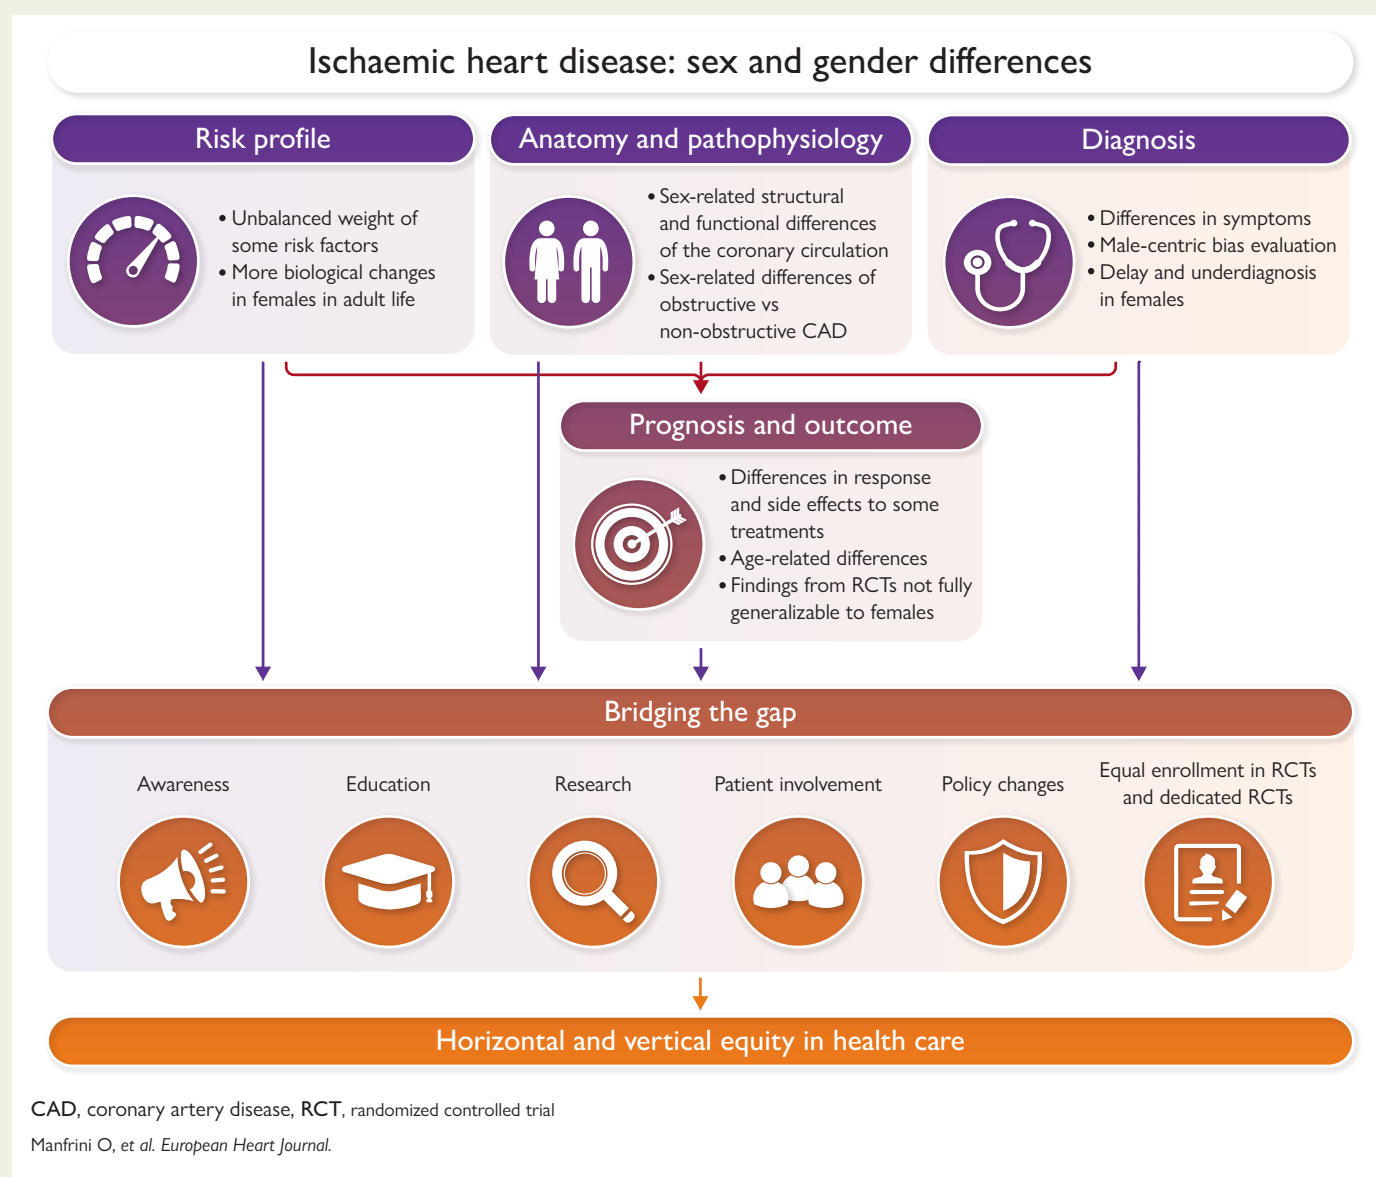 Ischaemic heart disease: sex and gender differences
Risk profile
• Unbalanced weight of
some risk factors
• More biological changes
in females in adult life
Anatomy and pathophysiology
• Sex-related structural
and functional differences
of the coronary circulation
• Sex-related differences of
obstructive vs
non-obstructive CAD
Diagnosis
• Differences in symptoms
• Male-centric bias evaluation
• Delay and underdiagnosis
in females
Prognosis and outcome
• Differences in response
and side effects to some
treatments
• Age-related differences
• Findings from RCTs not fully
generalizable to females
Bridging the gap
Awareness
Education
Research
Patient involvement
Policy changes
Equal enrollment in RCTs
and dedicated RCTs
Horizontal and vertical equity in health care
CAD, coronary artery disease, RCT, randomized controlled trial
Manfrini O, et al. European Heart Journal.